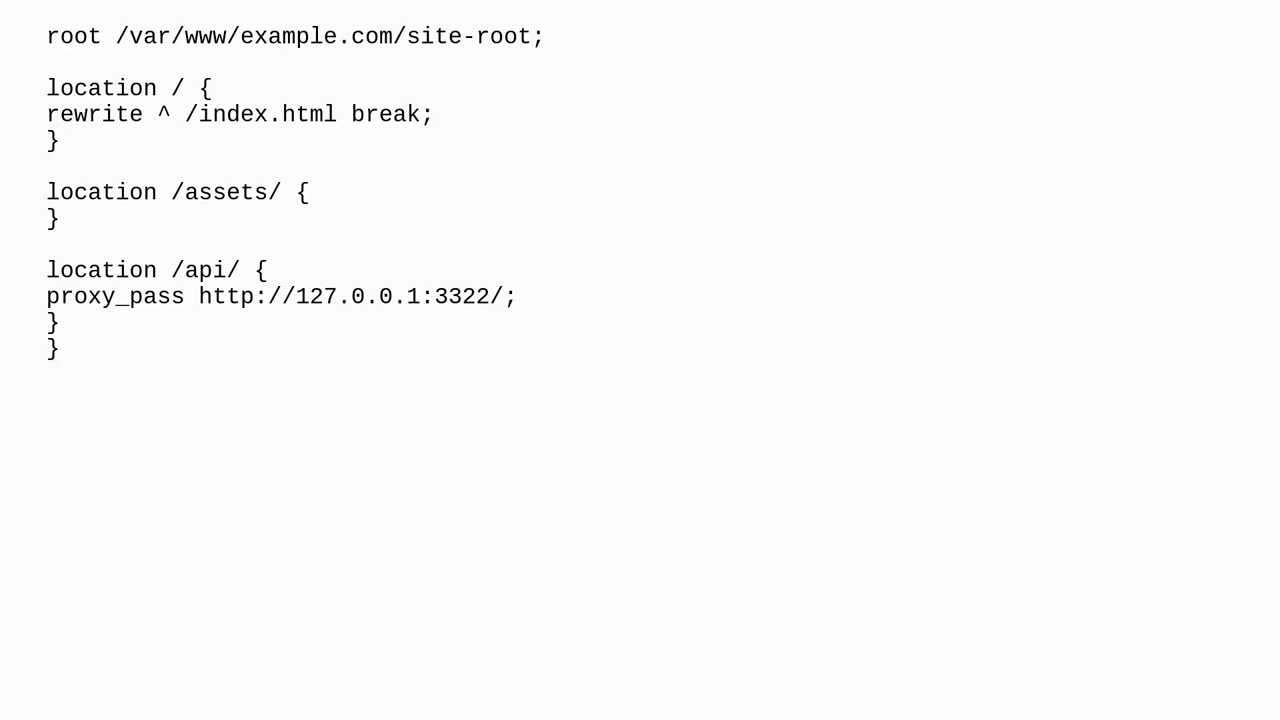 root /var/www/example.com/site-root;
location / {
rewrite ^ /index.html break;
}
location /assets/ {
}
location /api/ {
proxy_pass http://127.0.0.1:3322/;
}
}